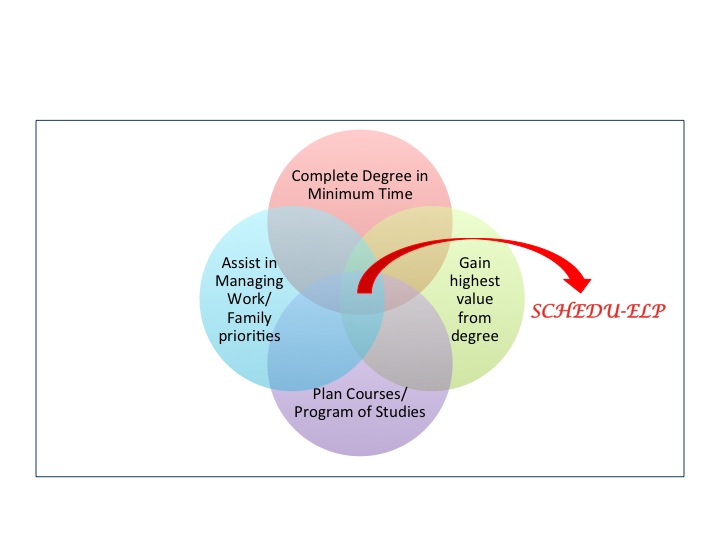 Complete Degree in
Minimum Time
Assist in
Managing
Work/
Family
priorities
Gain
highest
value
from
degree
SCHEDU-ELP
Plan Courses/
Program of Studies